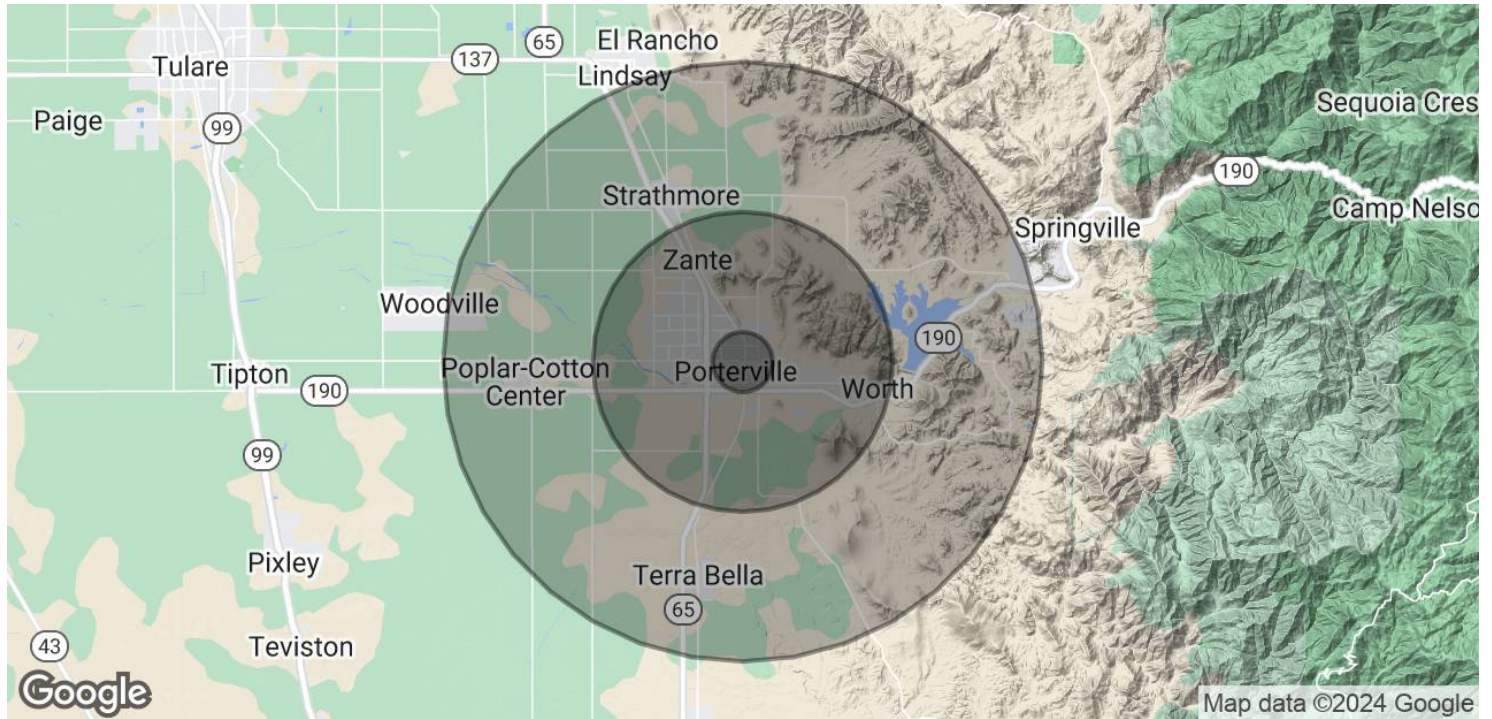 El Rancho
65
137
Lindsay
Tulare
Sequoia Cres
Paige
99
190
Strathmore
Camp Nelso
Springville
Zante
Woodville
190
Poplar-Cotton
Center
Porterville
Tipton
190
Worth
99
Pixley
Terra Bella
65
Teviston
43
Google
Map data ©2024 Google